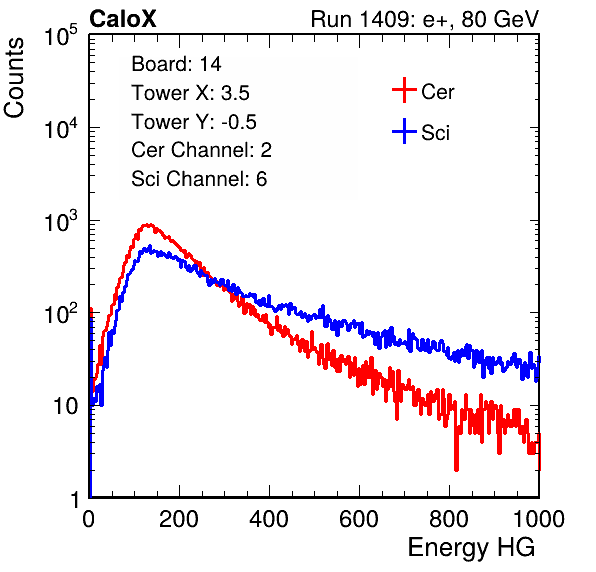 CaloX Run 1409: e+, 80 GeV
Board: 14
Tower X: 3.5
Tower Y: -0.5
Cer Channel: 2
Sci Channel: 6
Cer
Sci
Counts
10^5
10^4
10^3
10^2
10
1
0 200 400 600 800 1000
Energy HG